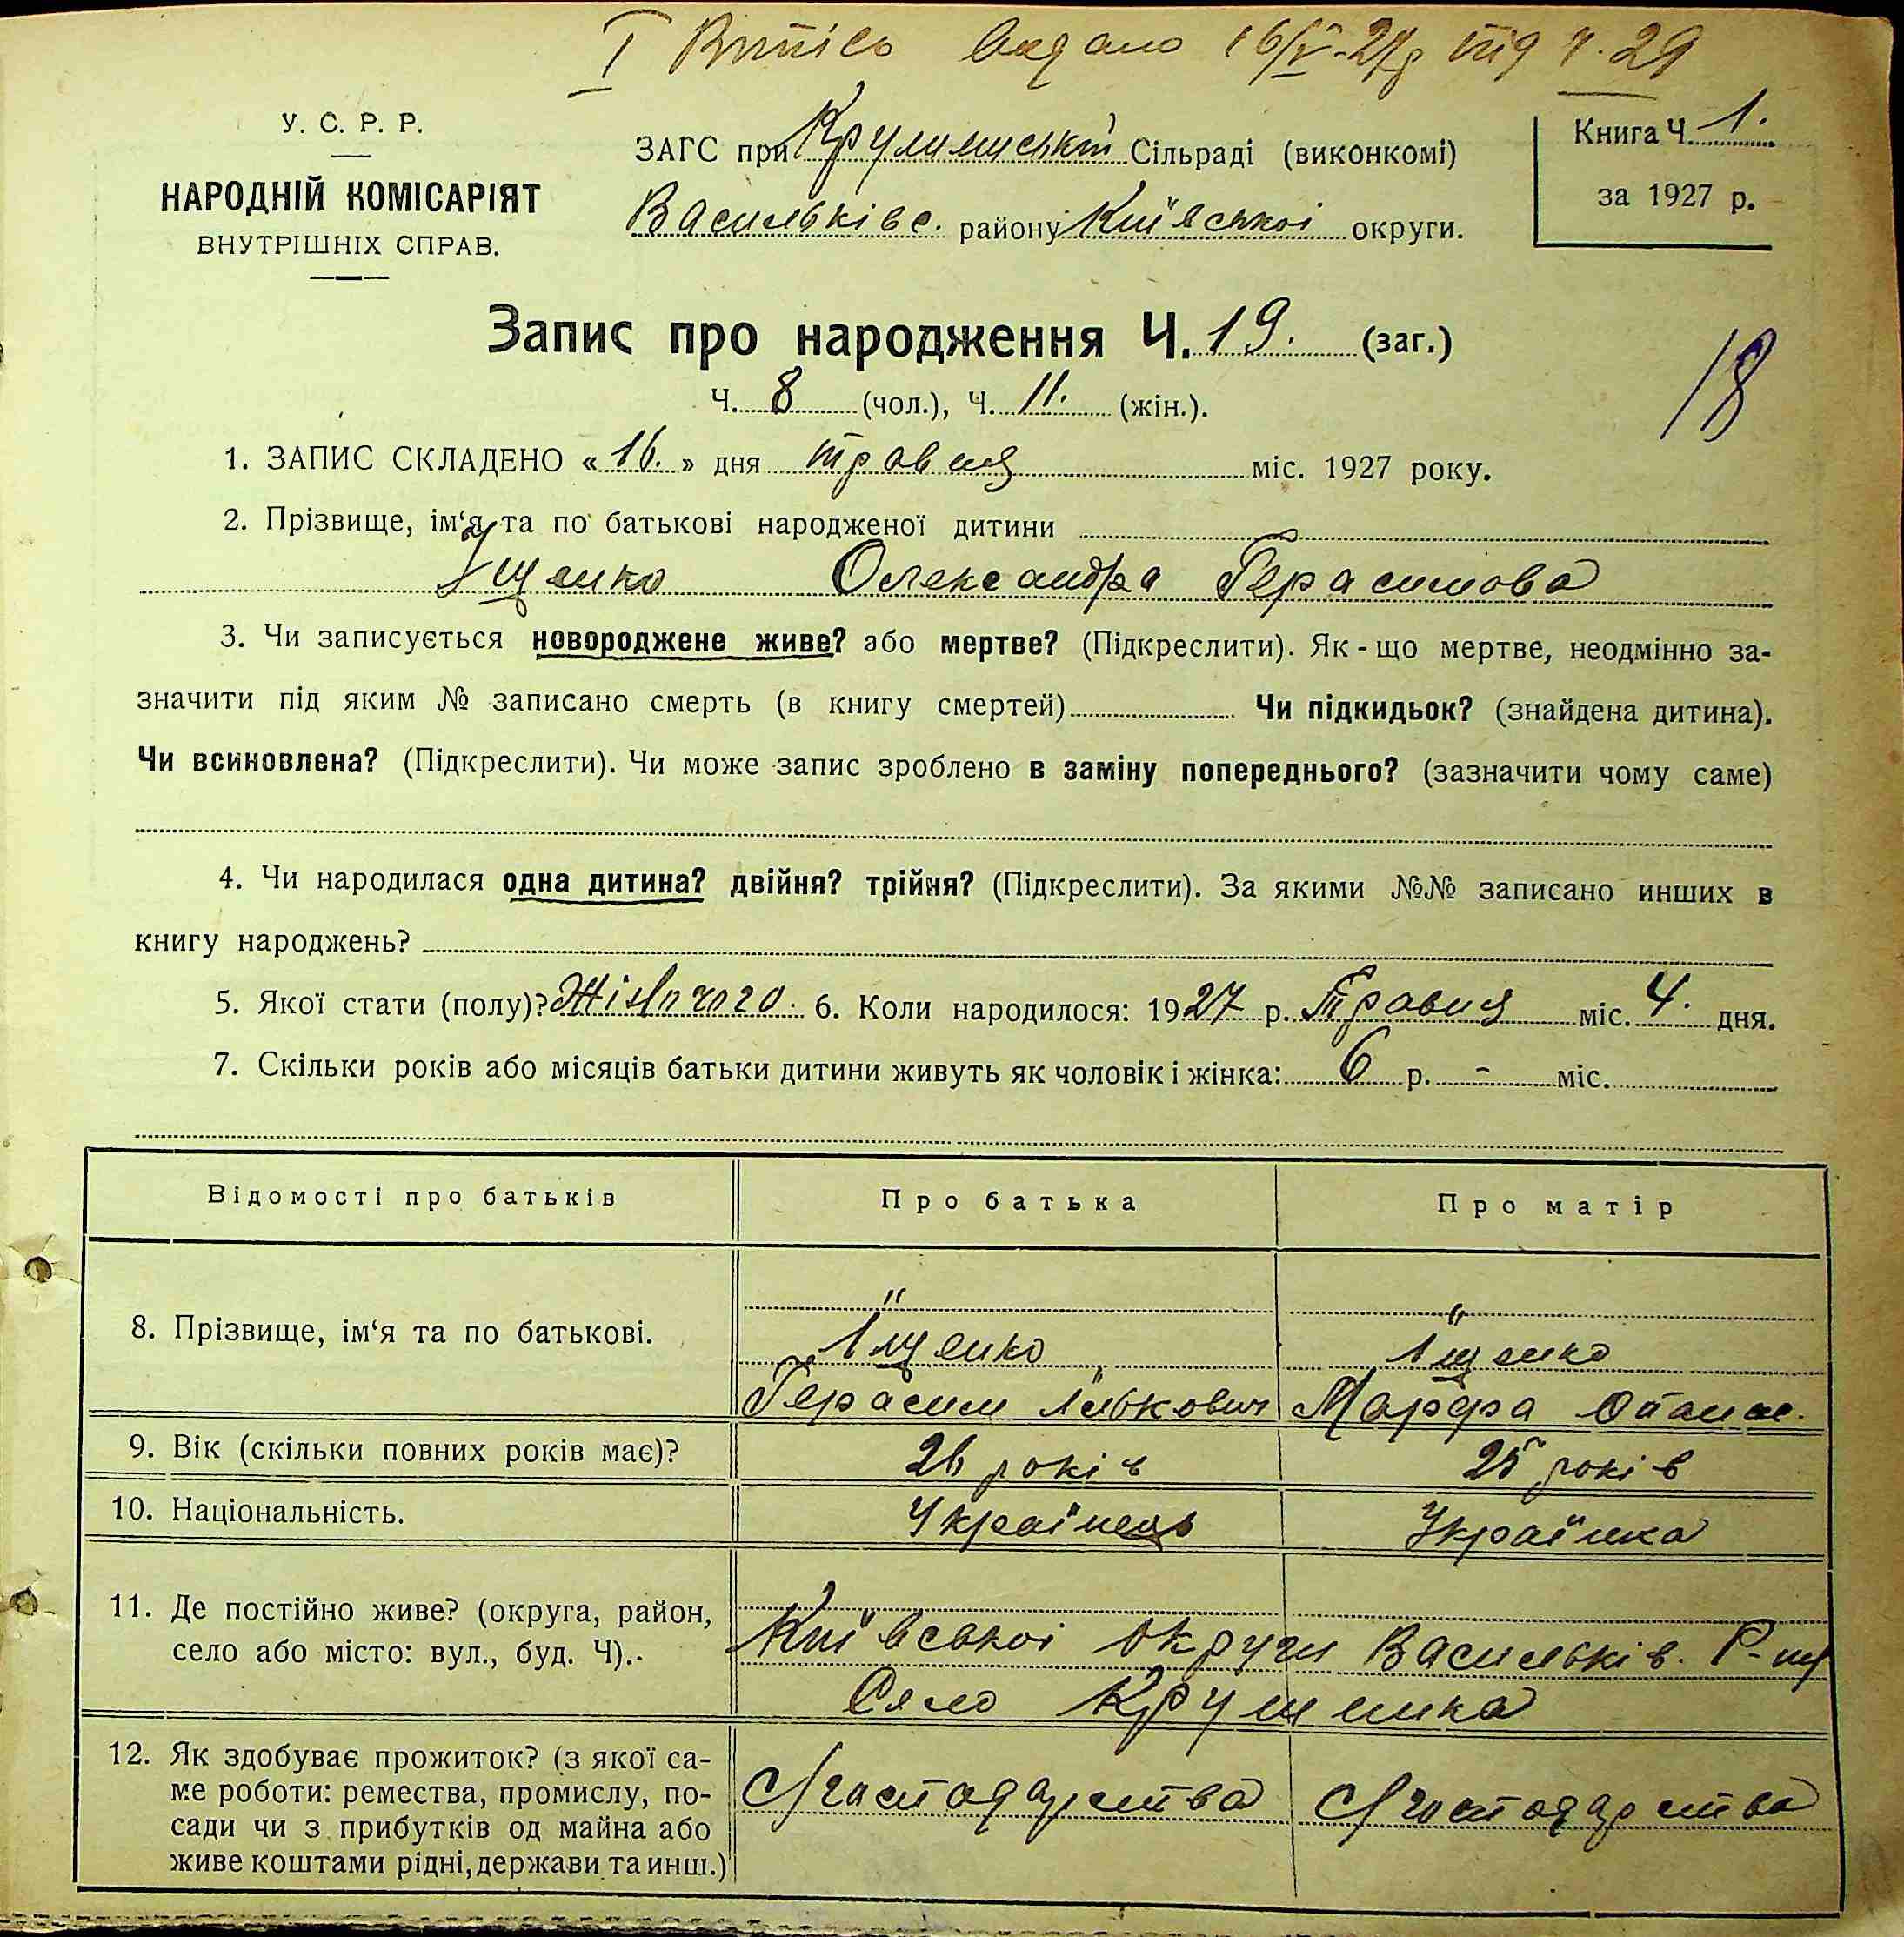 І Витісь видано 16/V-27р під ч. 29
У. С. Р. Р.
НАРОДНІЙ КОМІСАРІЯТ
ВНУТРІШНІХ СПРАВ.
ЗАГС при Крушинській Сільраді (виконкомі)
Васильківс. району Київської округи.
Книга Ч. 1.
за 1927 р.
Запис про народження Ч. 19. (заг.)
Ч. 8 (чол.), Ч. 11. (жін.).
18
1. ЗАПИС СКЛАДЕНО «16.» дня травня міс. 1927 року.
2. Прізвище, ім‘я та по батькові народженої дитини
Ященко Олександра Герасимова
3. Чи записується новороджене живе? або мертве? (Підкреслити). Як-що мертве, неодмінно за-
значити під яким № записано смерть (в книгу смертей) Чи підкидьок? (знайдена дитина).
Чи всиновлена? (Підкреслити). Чи може запис зроблено в заміну попереднього? (зазначити чому саме)
4. Чи народилася одна дитина? двійня? трійня? (Підкреслити). За якими №№ записано инших в
книгу народжень?
5. Якої стати (полу)? Жіночого. 6. Коли народилося: 1927 р. Травня міс. 4. дня.
7. Скільки років або місяців батьки дитини живуть як чоловік і жінка: 6 р. - міс.
Відомості про батьків Про батька Про матір
8. Прізвище, ім‘я та по батькові.
Герасим Марфа Опанас.
9. Вік (скільки повних років має)? 26 років 25 років
10. Національність. Українець Українка
11. Де постійно живе? (округа, район,
село або місто: вул., буд. Ч).
Київської округи Васильків. Р-ну
Село Крушинка
12. Як здобуває прожиток? (з якої са-
ме роботи: ремества, промислу, по-
сади чи з прибутків од майна або
живе коштами рідні, держави та инш.)
С/господарства С/господарства